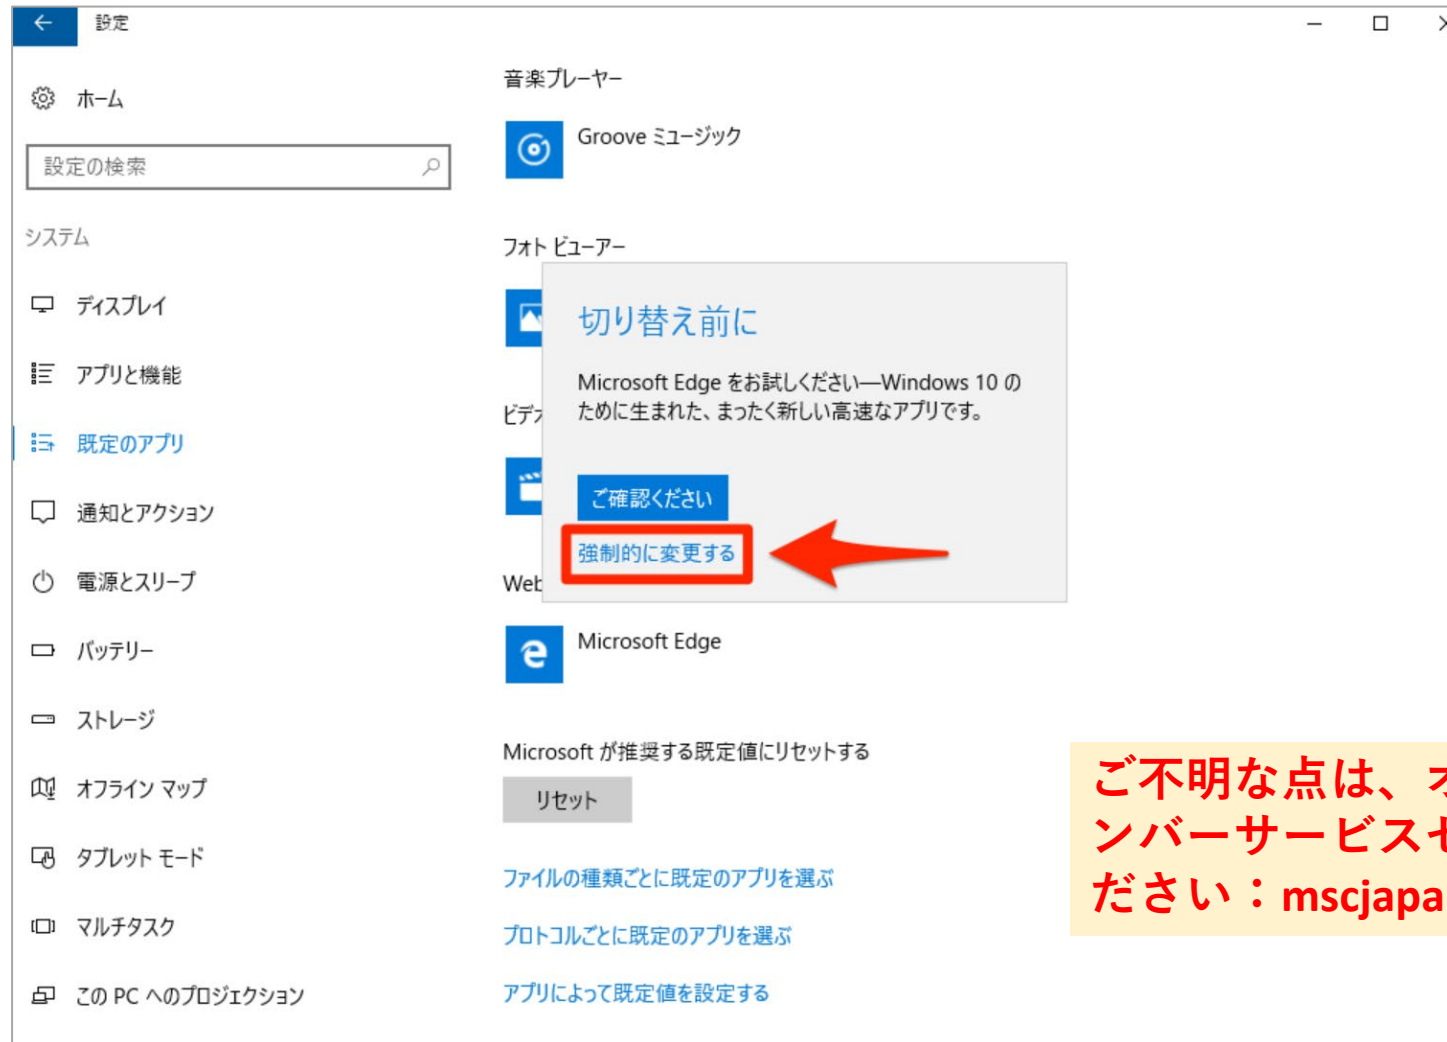 設定
ホーム
設定の検索
システム
ディスプレイ
アプリと機能
既定のアプリ
通知とアクション
電源とスリープ
バッテリー
ストレージ
オフライン マップ
タブレット モード
マルチタスク
この PC へのプロジェクション
音楽プレーヤー
Groove ミュージック
フォト ビューアー
ビデオ
切り替え前に
Microsoft Edge をお試しください—Windows 10 の
ために生まれた、まったく新しい高速なアプリです。
ご確認ください
強制的に変更する
Web
Microsoft Edge
Microsoft が推奨する既定値にリセットする
リセット
ファイルの種類ごとに既定のアプリを選ぶ
プロトコルごとに既定のアプリを選ぶ
アプリによって既定値を設定する
ご不明な点は、オ
ンバーサービスセ
ださい：mscjapa